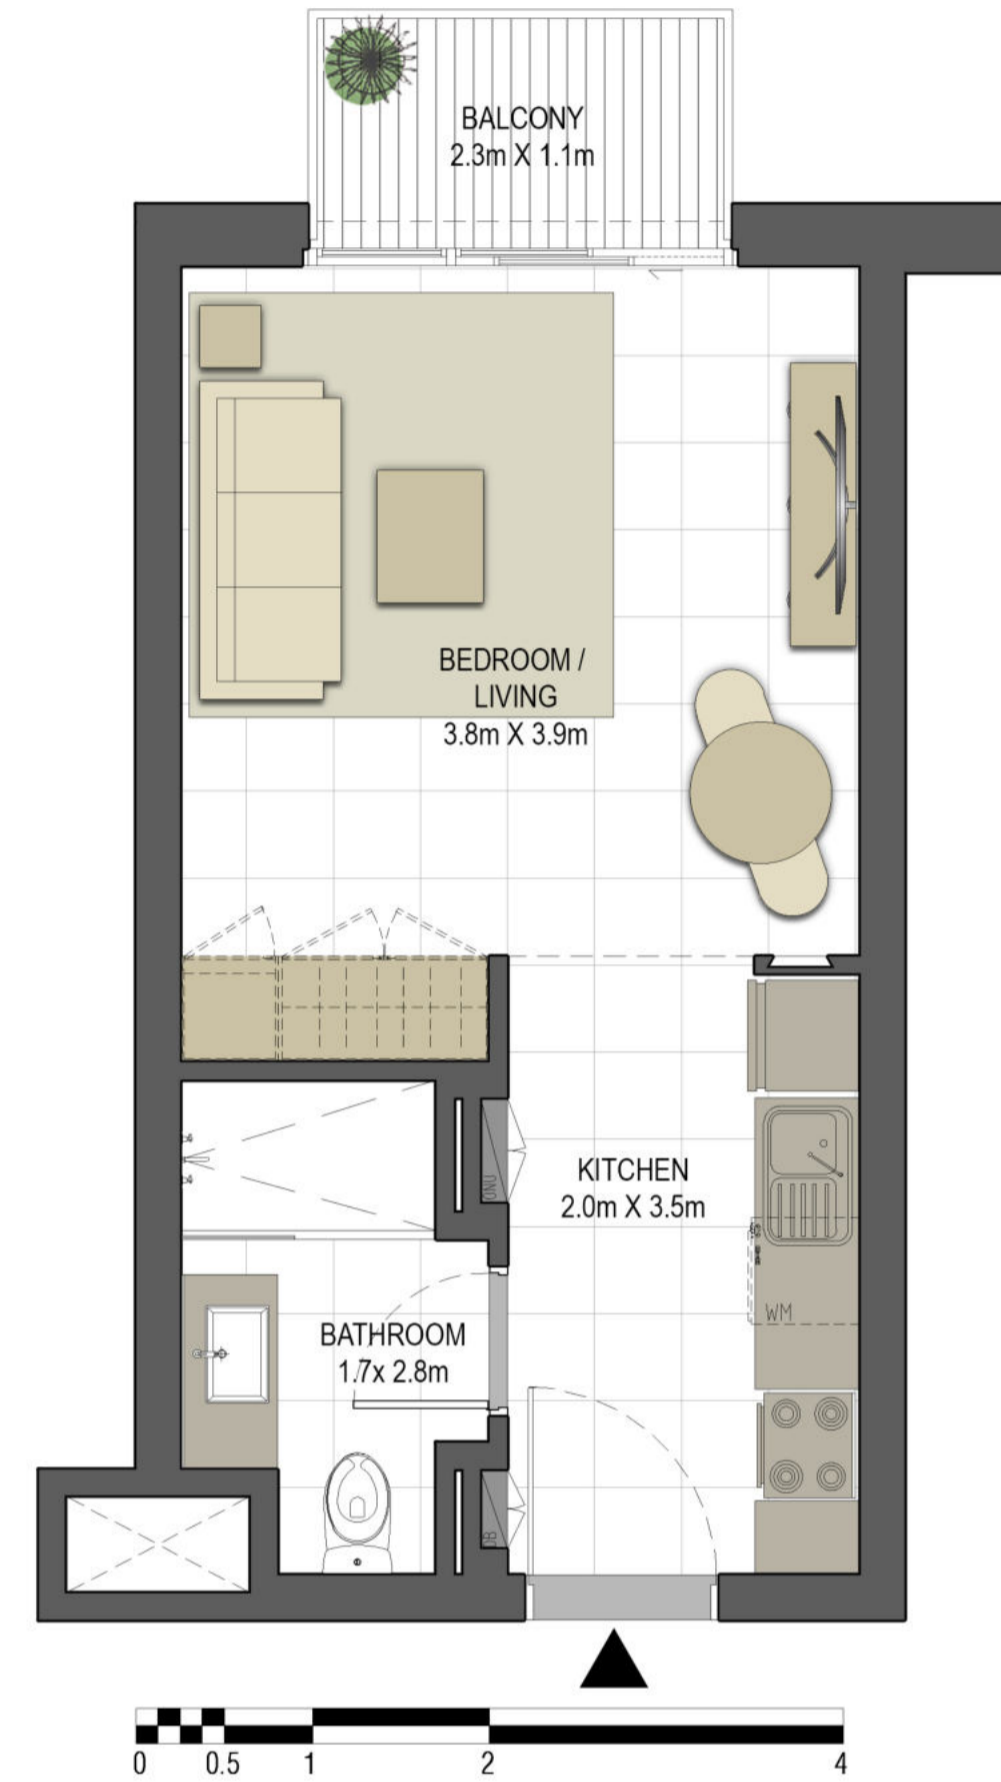 BALCONY
2.3m X 1.1m
BEDROOM /
LIVING
3.8m X 3.9m
ONU
KITCHEN
2.0m X 3.5m
WM
BATHROOM
1.7x 2.8m
DB
0 0.5 1 2 4